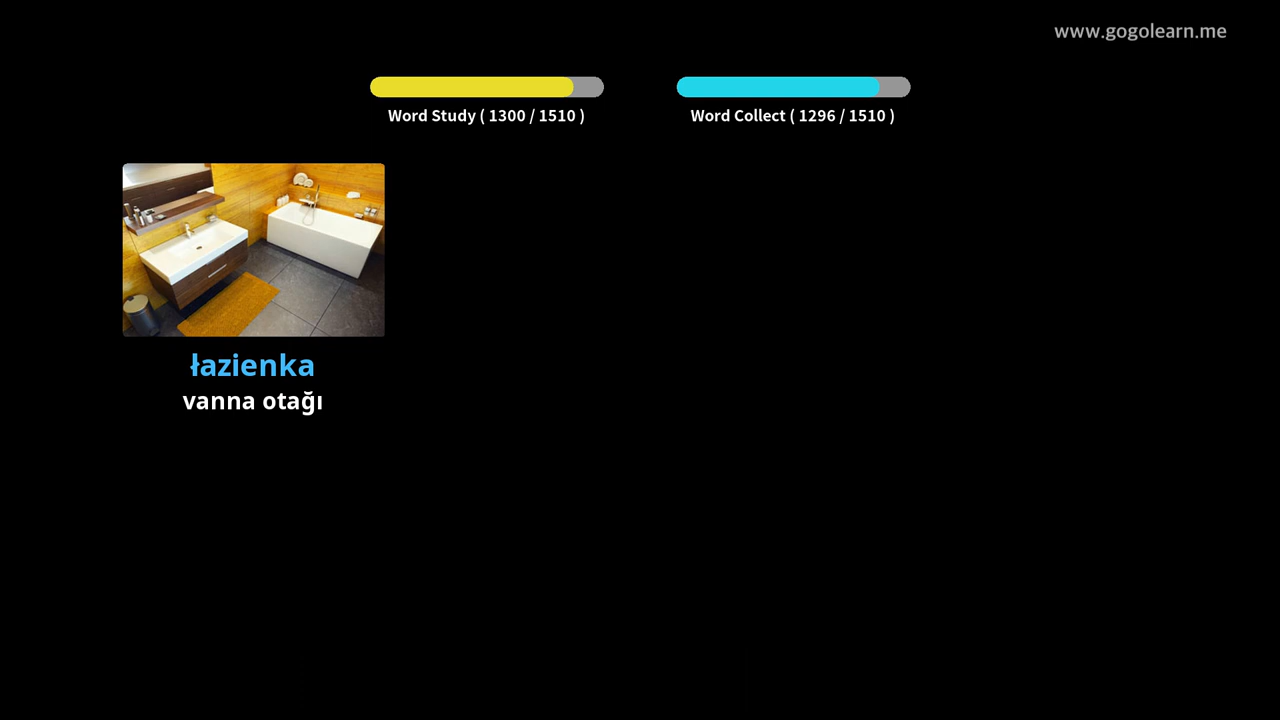 www.gogolearn.me
Word Study ( 1300 / 1510 )
Word Collect ( 1296 / 1510 )
łazienka
vanna otağı